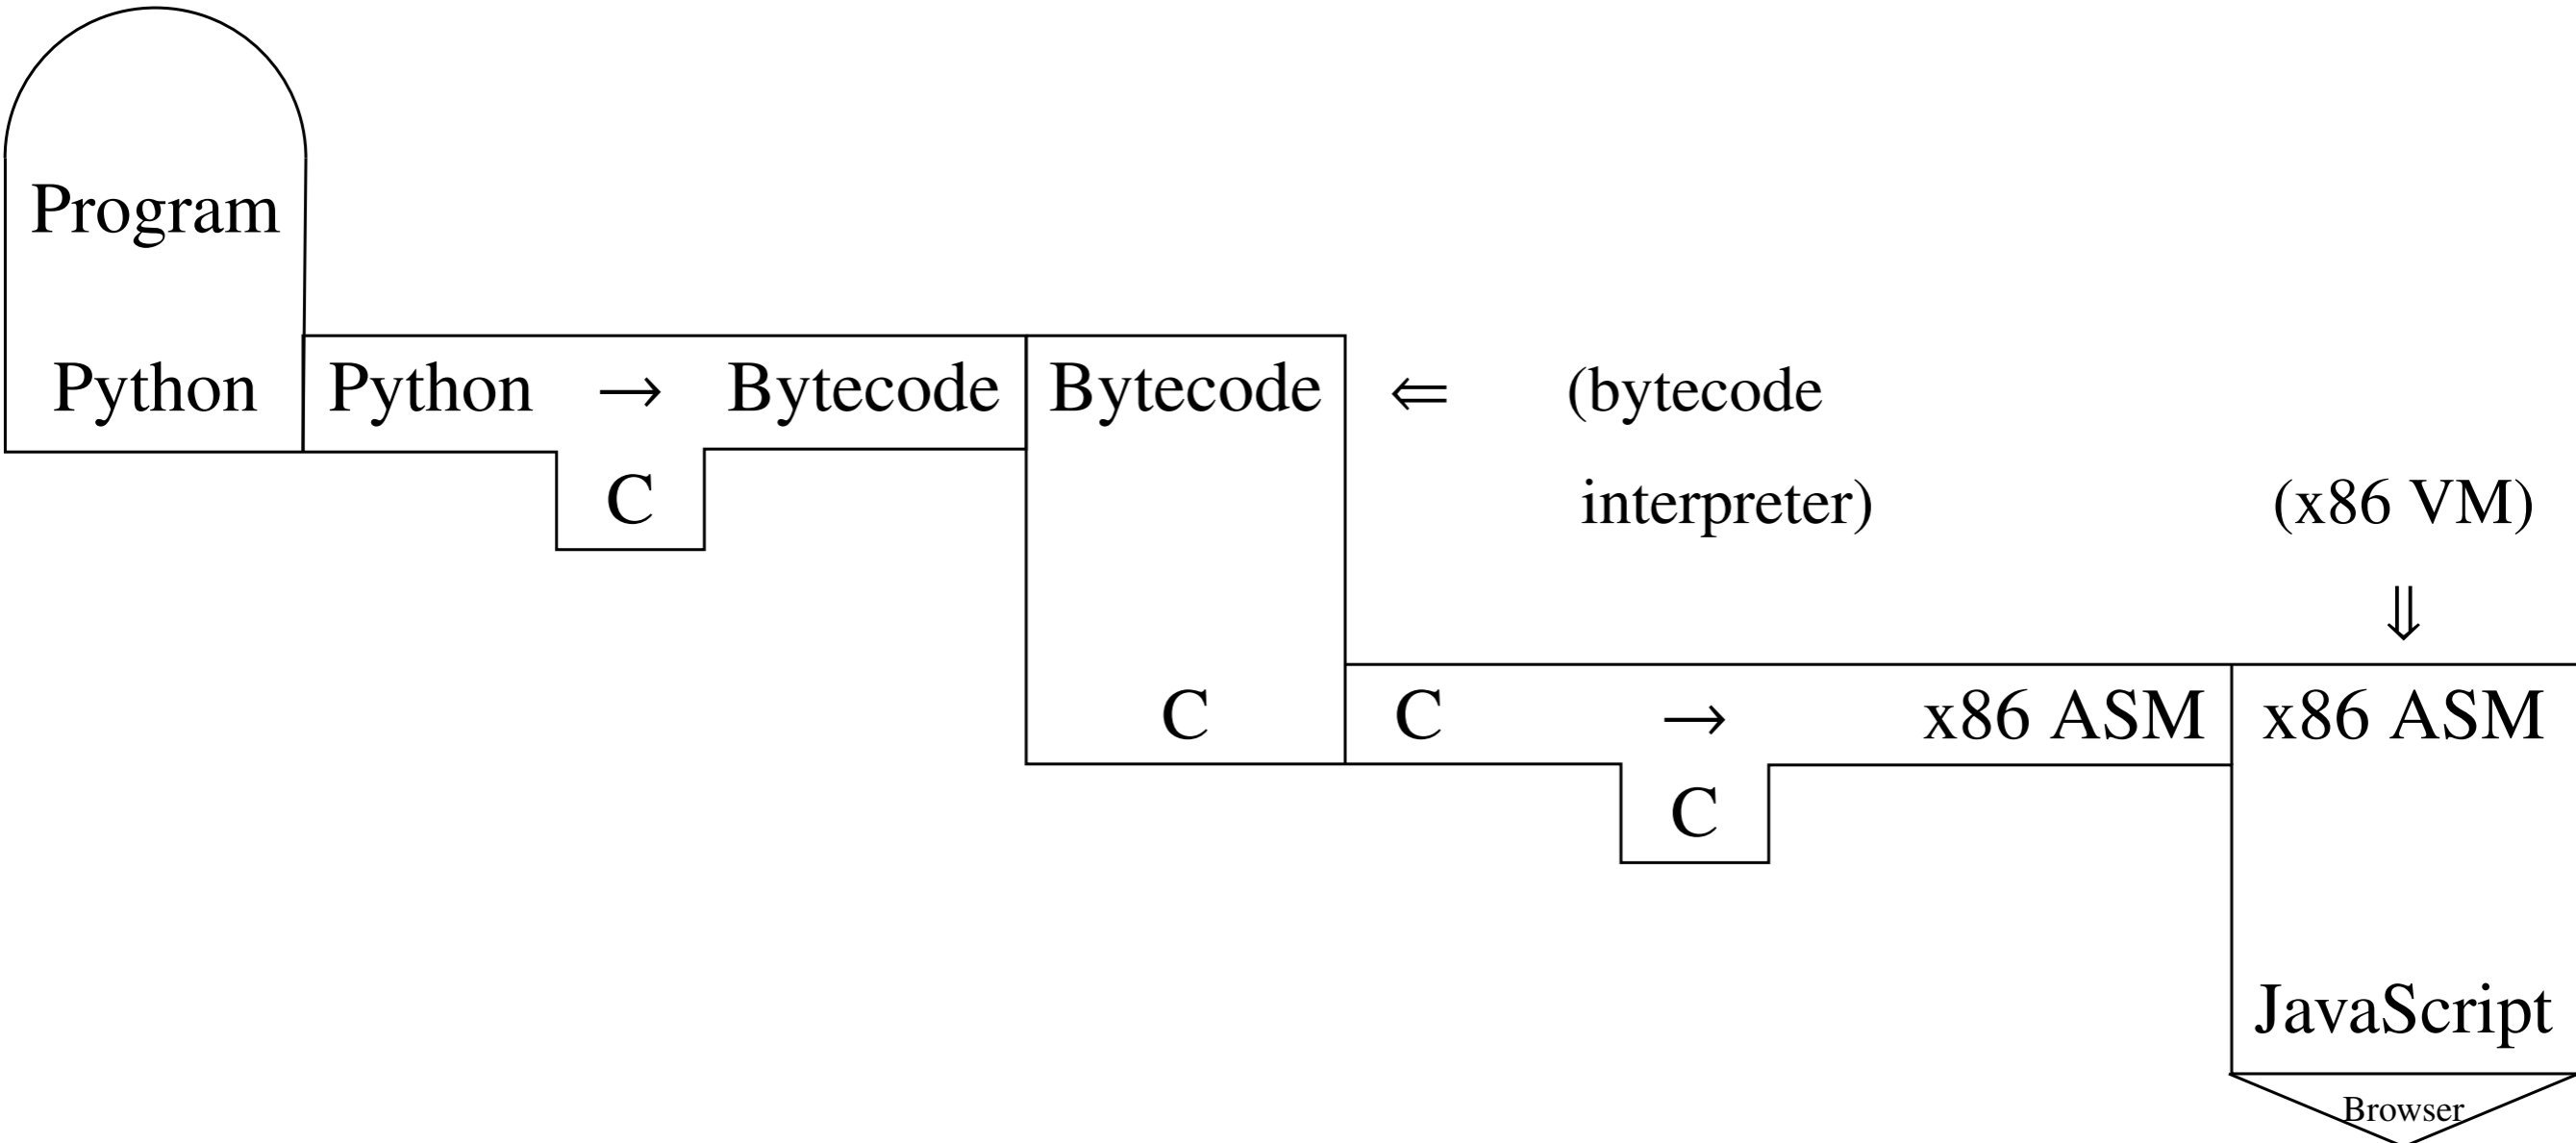 Program
Python Python → Bytecode Bytecode ⇐ (bytecode
C interpreter) (x86 VM)
⇓
C C → x86 ASM x86 ASM
C
JavaScript
Browser